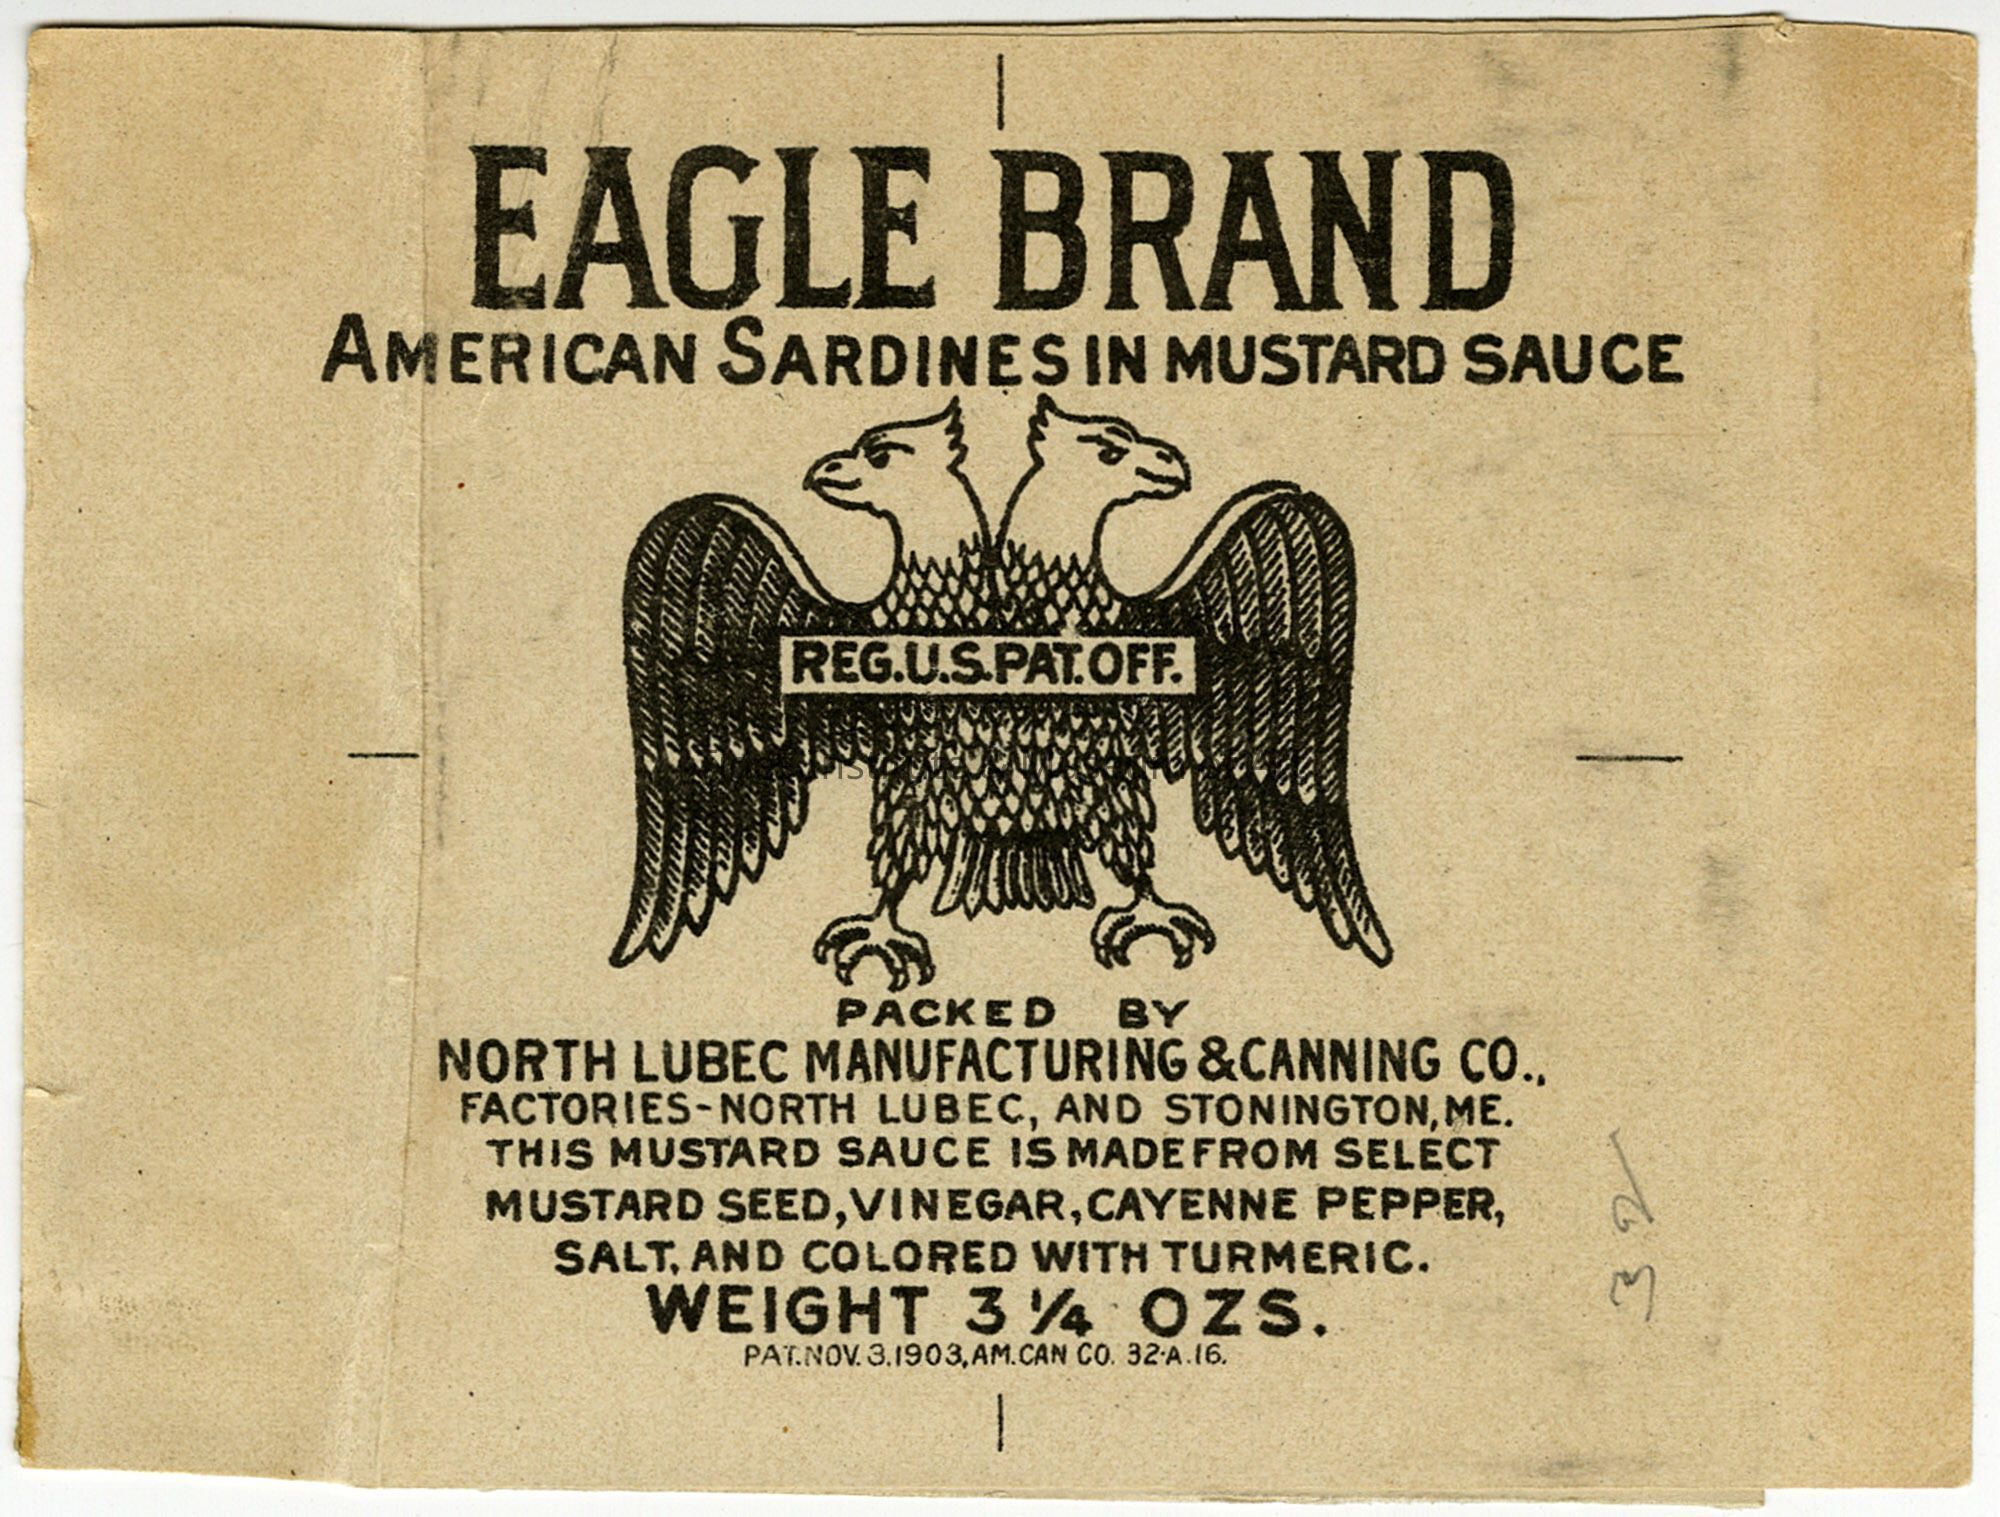 EAGLE BRAND
AMERICAN SARDINES IN MUSTARD SAUCE
REG.U.S.PAT.OFF.
PACKED BY
NORTH LUBEC MANUFACTURING & CANNING CO.,
FACTORIES-NORTH LUBEC, AND STONINGTON, ME.
THIS MUSTARD SAUCE IS MADE FROM SELECT
MUSTARD SEED, VINEGAR, CAYENNE PEPPER,
SALT, AND COLORED WITH TURMERIC.
WEIGHT 3 1/4 OZS.
PAT. NOV. 3. 1903, AM. CAN CO. 32-A.16.
32